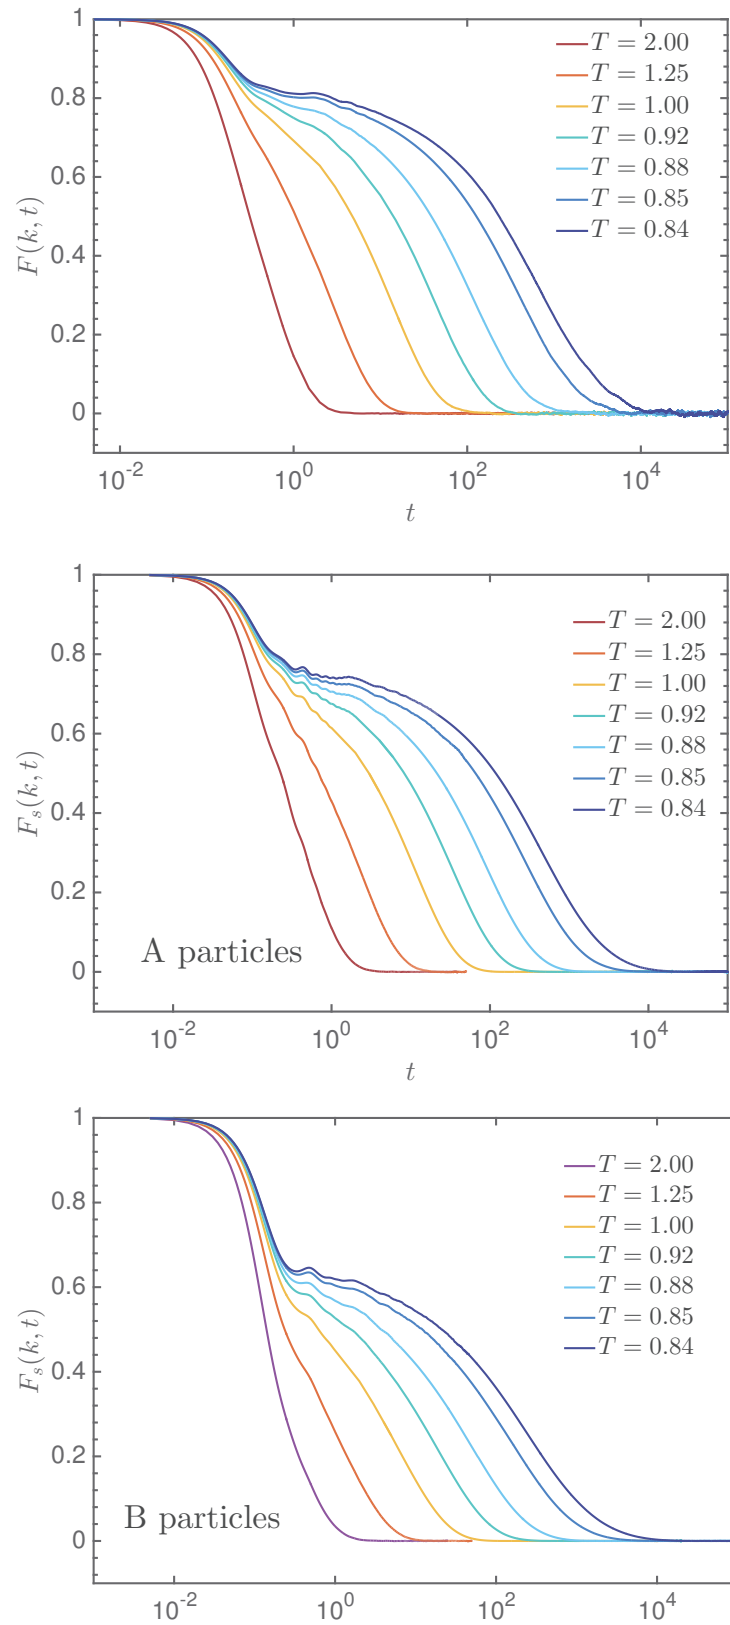 1
0.8
0.6
0.4
0.2
0
F(k, t)
T = 2.00
T = 1.25
T = 1.00
T = 0.92
T = 0.88
T = 0.85
T = 0.84
10^-2
10^0
10^2
10^4
t
1
0.8
0.6
0.4
0.2
0
F_s(k, t)
T = 2.00
T = 1.25
T = 1.00
T = 0.92
T = 0.88
T = 0.85
T = 0.84
A particles
10^-2
10^0
10^2
10^4
t
1
0.8
0.6
0.4
0.2
0
F_s(k, t)
T = 2.00
T = 1.25
T = 1.00
T = 0.92
T = 0.88
T = 0.85
T = 0.84
B particles
10^-2
10^0
10^2
10^4